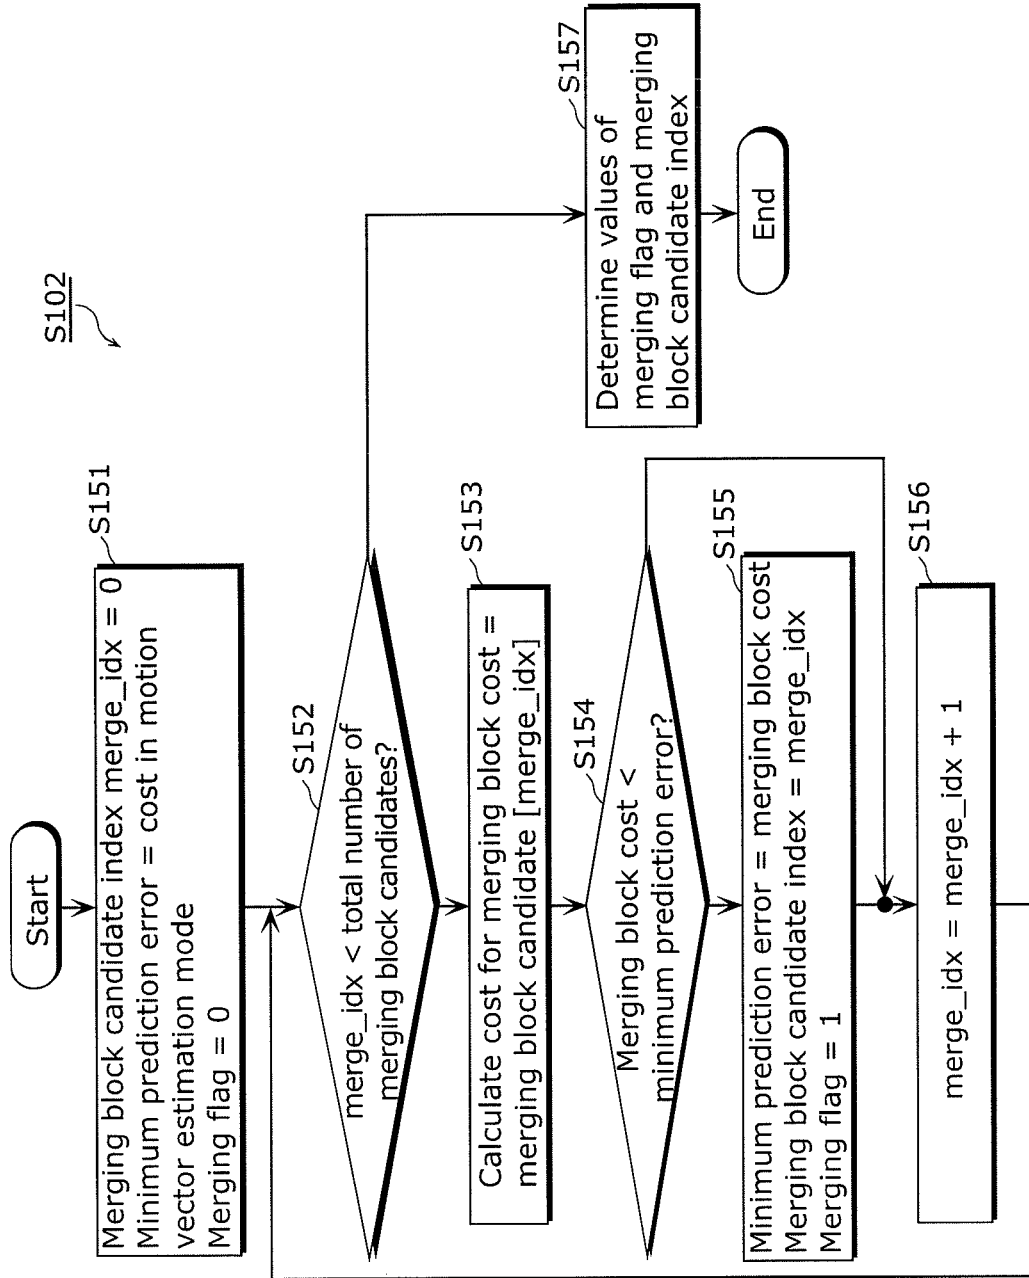 S102
Start
S151
Merging block candidate index merge_idx = 0
Minimum prediction error = cost in motion
vector estimation mode
Merging flag = 0
S152
merge_idx < total number of
merging block candidates?
S153
Calculate cost for merging block cost =
merging block candidate [merge_idx]
S154
Merging block cost <
minimum prediction error?
S155
Minimum prediction error = merging block cost
Merging block candidate index = merge_idx
Merging flag = 1
S156
merge_idx = merge_idx + 1
S157
Determine values of
merging flag and merging
block candidate index
End